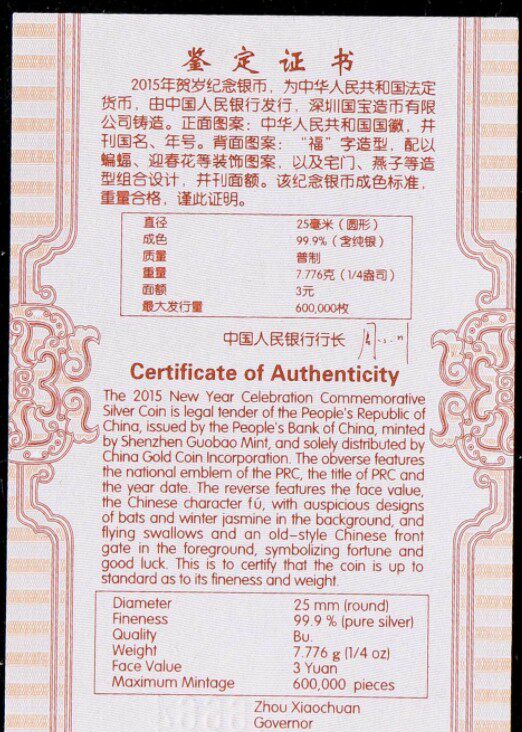 鉴定证书
2015年贺岁纪念银币，为中华人民共和国法定
货币，由中国人民银行发行，深圳国宝造币有限
公司铸造。正面图案：中华人民共和国国徽，并
刊国名、年号。背面图案：“福”字造型，配以
蝙蝠、迎春花等装饰图案，以及宅门、燕子等造
型组合设计，并刊面额。该纪念银币成色标准，
重量合格，谨此证明。
直径 25毫米（圆形）
成色 99.9%（含纯银）
质量 普制
重量 7.776克（1/4盎司）
面额 3元
最大发行量 600,000枚
中国人民银行行长
Certificate of Authenticity
The 2015 New Year Celebration Commemorative
Silver Coin is legal tender of the People's Republic of
China, issued by the People's Bank of China, minted
by Shenzhen Guobao Mint, and solely distributed by
China Gold Coin Incorporation. The obverse features
the national emblem of the PRC, the title of PRC and
the year date. The reverse features the face value,
the Chinese character fú, with auspicious designs
of bats and winter jasmine in the background, and
flying swallows and an old-style Chinese front
gate in the foreground, symbolizing fortune and
good luck. This is to certify that the coin is up to
standard as to its fineness and weight.
Diameter 25 mm (round)
Fineness 99.9 % (pure silver)
Quality Bu.
Weight 7.776 g (1/4 oz)
Face Value 3 Yuan
Maximum Mintage 600,000 pieces
Zhou Xiaochuan
Governor